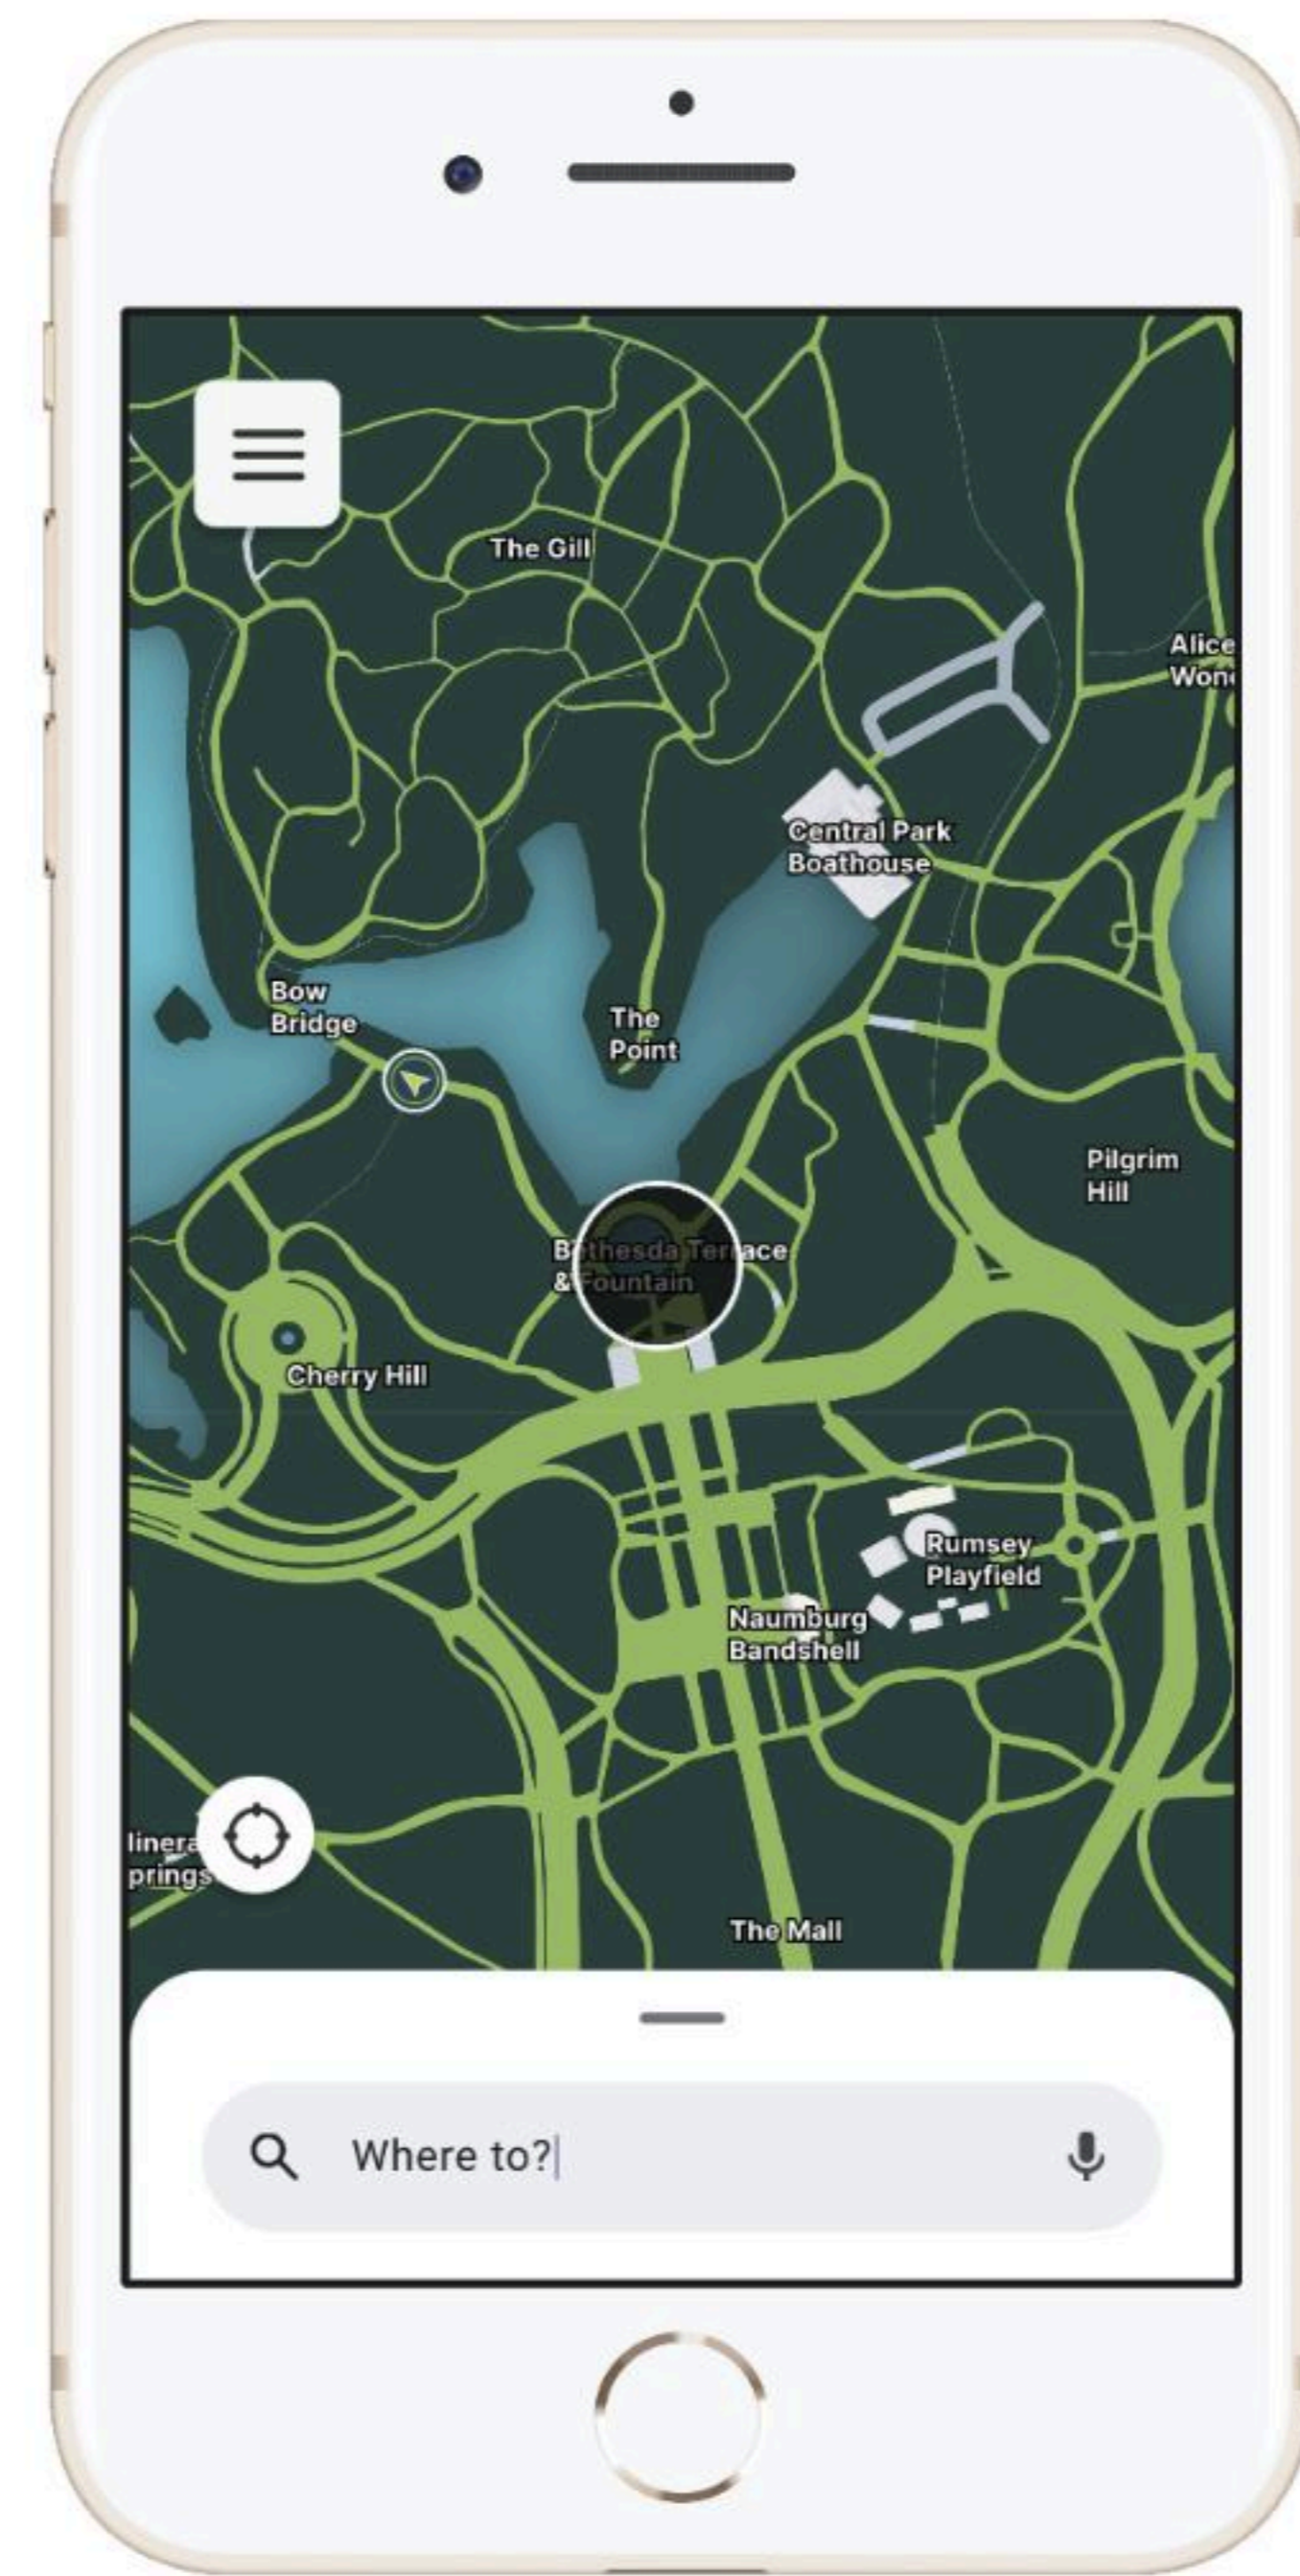 The Gill
Alice
Won
Central Park
Boathouse
Bow
Bridge
The
Point
Pilgrim
Hill
Bethesda Terrace
& Fountain
Cherry Hill
Rumsey
Playfield
Naumburg
Bandshell
linera
prings
The Mall
Where to?